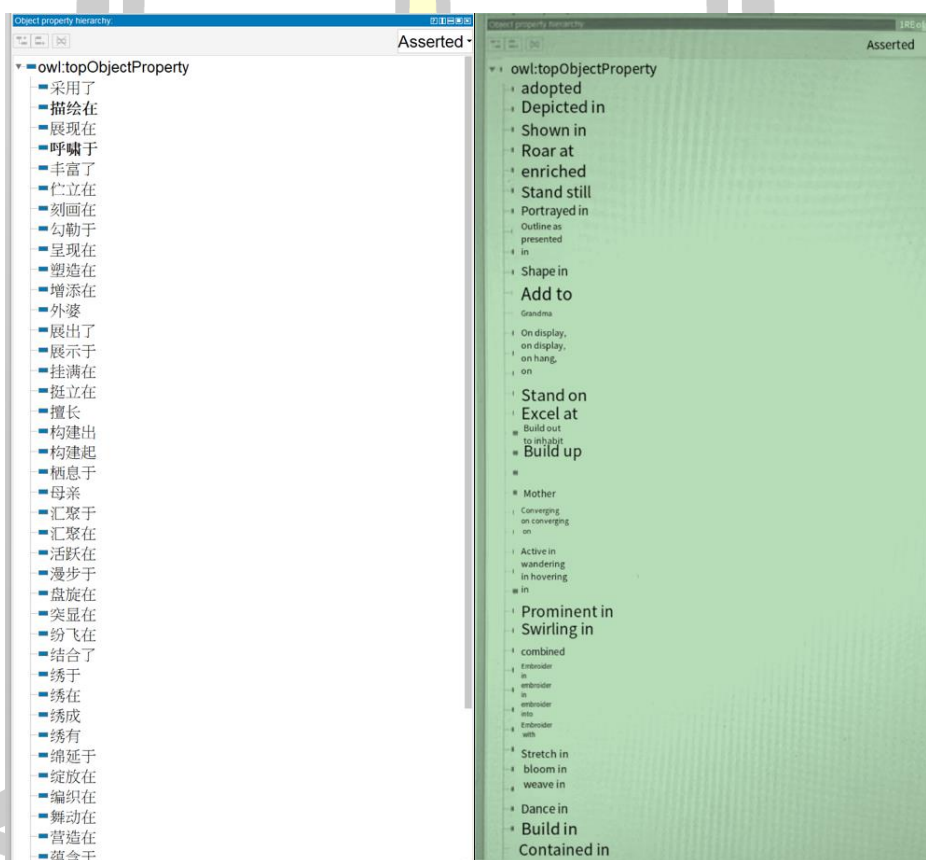 Object property hierarchy:
Asserted
owl:topObjectProperty
采用了
描绘在
展现在
呼啸于
丰富了
伫立在
刻画在
勾勒于
呈现在
塑造在
增添在
外婆
展出了
展示于
挂满在
挺立在
擅长
构建出
构建起
栖息于
母亲
汇聚于
汇聚在
活跃在
漫步于
盘旋在
突显在
纷飞在
结合了
绣于
绣在
绣成
绣有
绵延于
绽放在
编织在
舞动在
营造在
蕴含于
Object property hierarchy:
Asserted
owl:topObjectProperty
adopted
Depicted in
Shown in
Roar at
enriched
Stand still
Portrayed in
Outline as
presented
in
Shape in
Add to
Grandma
On display,
on display,
on hang,
on
Stand on
Excel at
Build out
to inhabit
Build up
Mother
Converging
on converging
on
Active in
wandering
in hovering
in
Prominent in
Swirling in
combined
Embroider
in
embroider
in
embroider
into
Embroider
with
Stretch in
bloom in
weave in
Dance in
Build in
Contained in